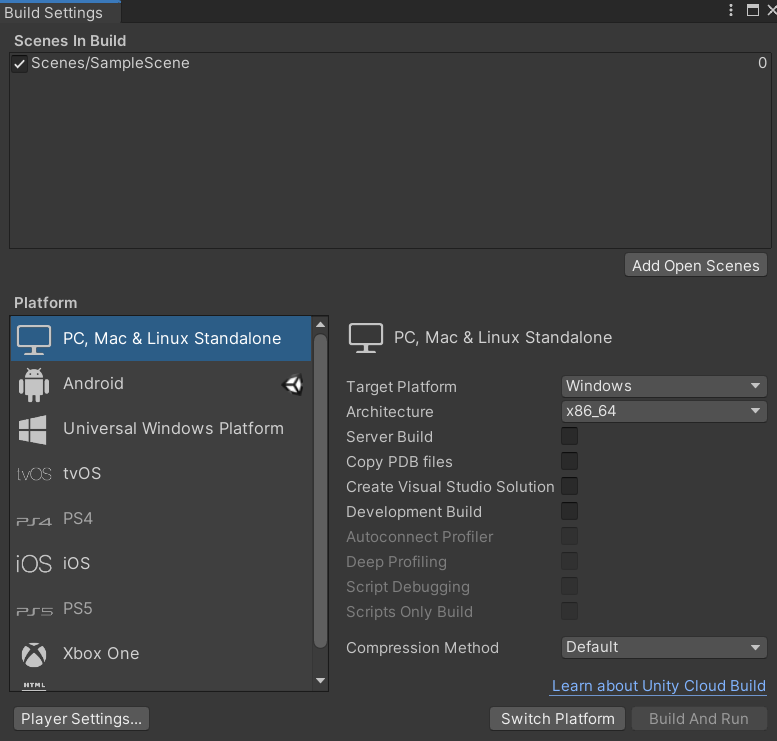 Build Settings
Scenes In Build
Scenes/SampleScene 0
Add Open Scenes
Platform
PC, Mac & Linux Standalone
Android
Universal Windows Platform
tvOS tvOS
PS4 PS4
iOS iOS
PS5 PS5
Xbox One
HTML
PC, Mac & Linux Standalone
Target Platform Windows
Architecture x86_64
Server Build
Copy PDB files
Create Visual Studio Solution
Development Build
Autoconnect Profiler
Deep Profiling
Script Debugging
Scripts Only Build
Compression Method Default
Learn about Unity Cloud Build
Player Settings... Switch Platform Build And Run